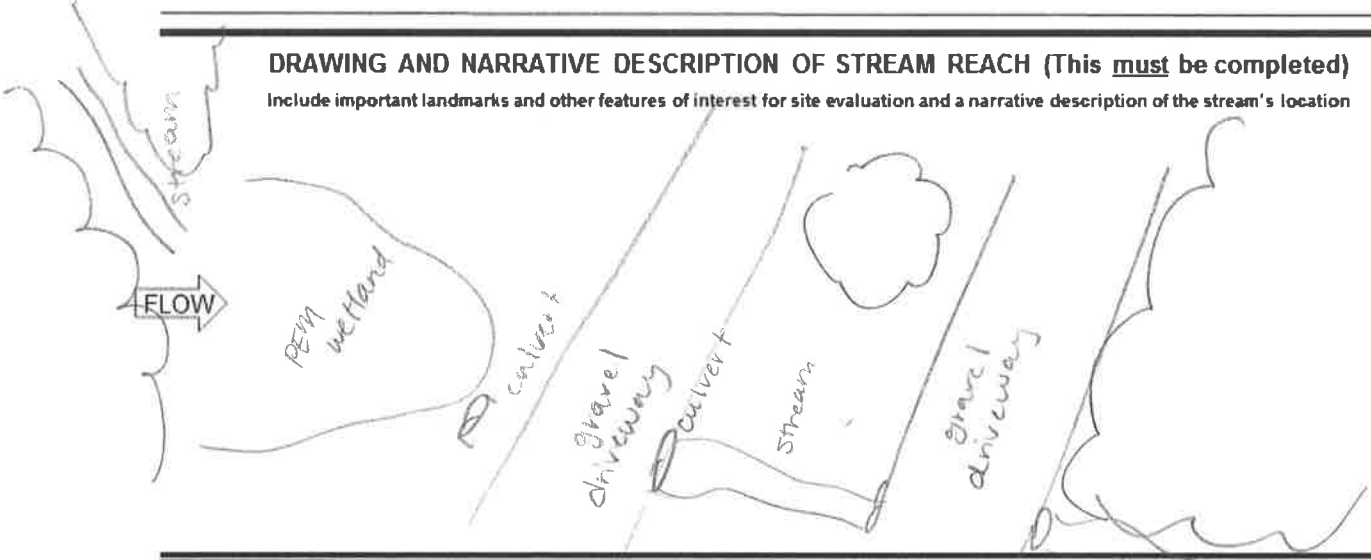 DRAWING AND NARRATIVE DESCRIPTION OF STREAM REACH (This must be completed)
Include important landmarks and other features of interest for site evaluation and a narrative description of the stream's location
stream
FLOW
PEM
wetland
culvert
gravel
driveway
culvert
stream
gravel
driveway